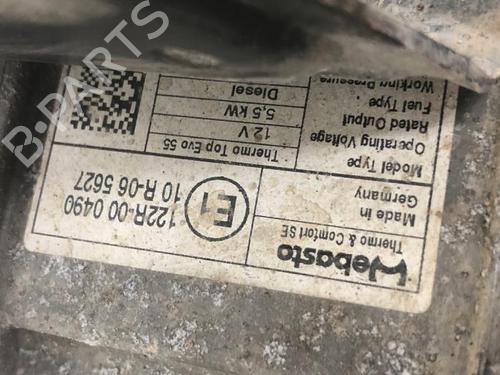 Webasto
Thermo & Comfort SE
Made in
Germany
E1
122R-00 0490
10 R-06 5627
Model Type Thermo Top Evo 55
Operating Voltage 12 V
Rated Output 5,5 kW
Fuel Type Diesel
Working Pressure
B-PARTS